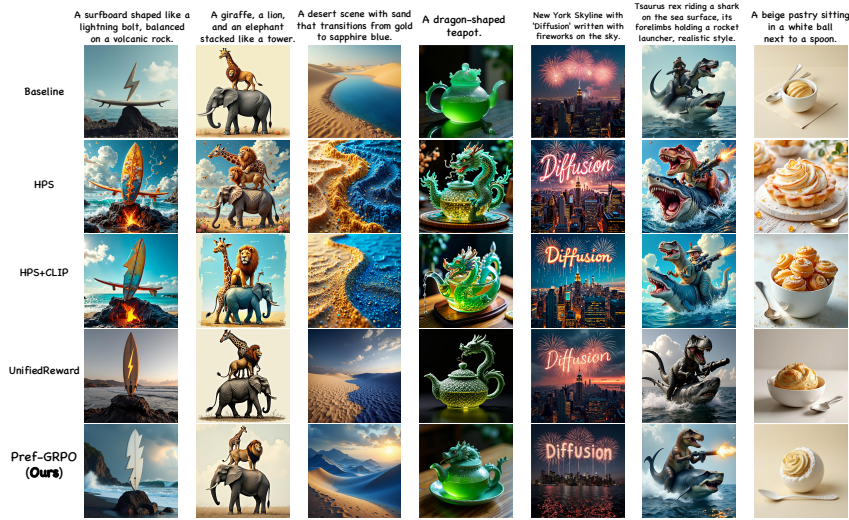 A surfboard shaped like a
lightning bolt, balanced
on a volcanic rock.
A giraffe, a lion,
and an elephant
stacked like a tower.
A desert scene with sand
that transitions from gold
to sapphire blue.
A dragon-shaped
teapot.
New York Skyline with
'Diffusion' written with
fireworks on the sky.
Tsaurus rex riding a shark
on the sea surface, its
forelimbs holding a rocket
launcher, realistic style.
A beige pastry sitting
in a white ball
next to a spoon.
Baseline
HPS
Diffusion
HPS+CLIP
Diffusion
UnifiedReward
Diffusion
Pref-GRPO
(Ours)
Diffusion